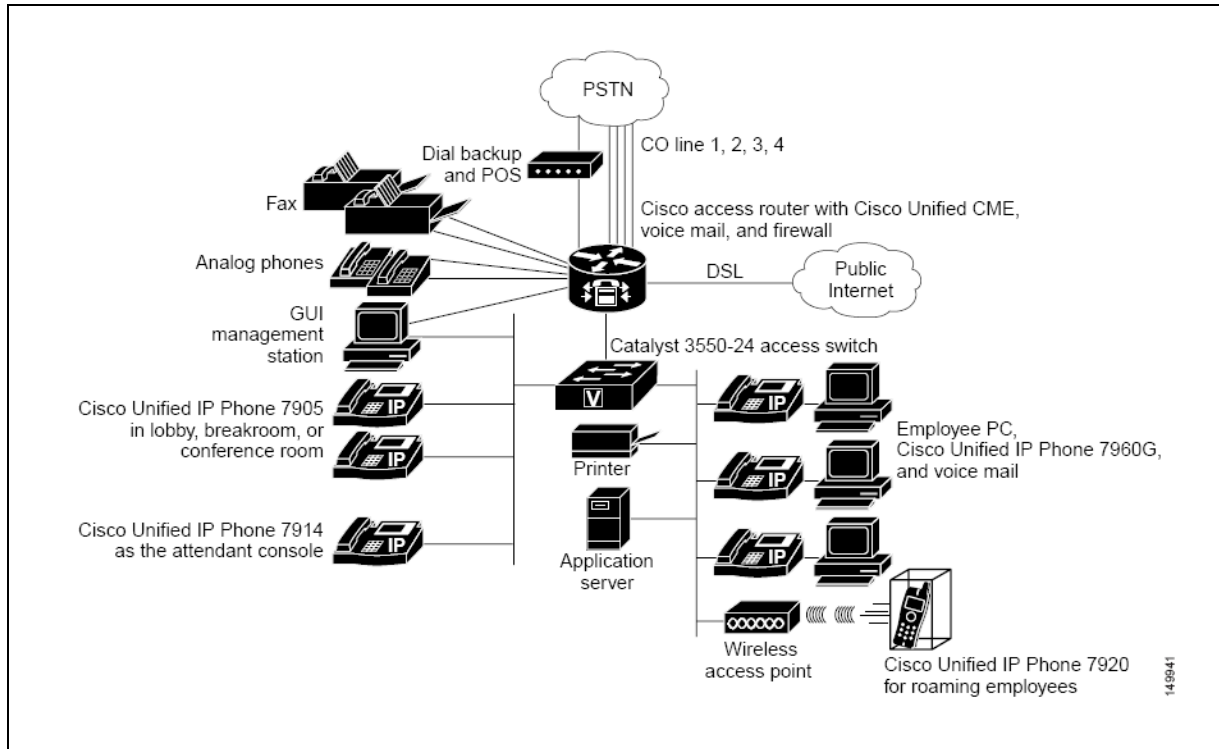 PSTN
CO line 1, 2, 3, 4
Dial backup
and POS
Fax
Cisco access router with Cisco Unified CME,
voice mail, and firewall
Analog phones
DSL
Public
Internet
GUI
management
station
Catalyst 3550-24 access switch
V
Cisco Unified IP Phone 7905
in lobby, breakroom, or
conference room
IP
IP
IP
Employee PC,
Cisco Unified IP Phone 7960G,
and voice mail
Printer
IP
Cisco Unified IP Phone 7914
as the attendant console
IP
Application
server
IP
Wireless
access point
Cisco Unified IP Phone 7920
for roaming employees
149941